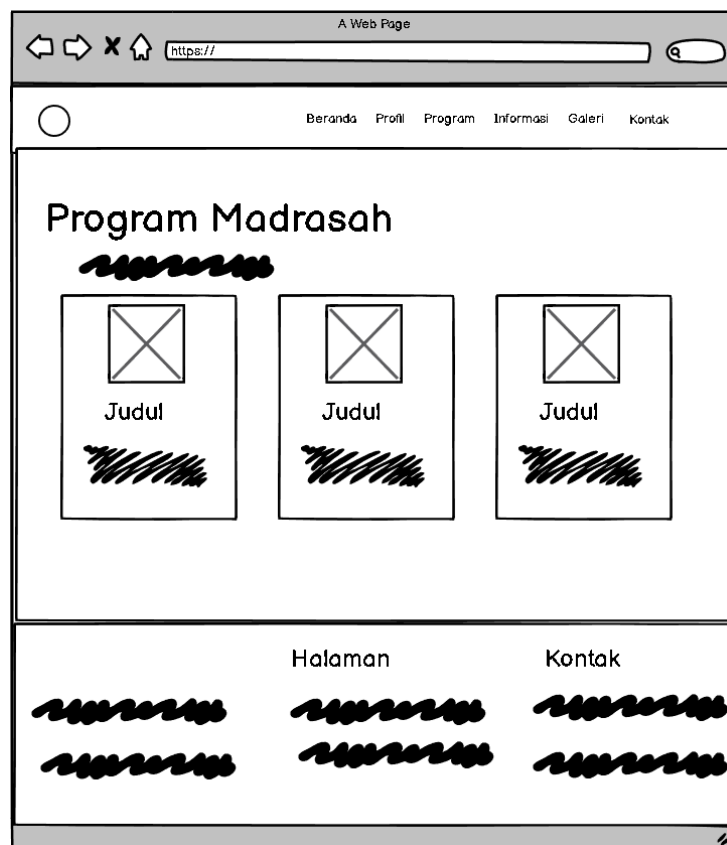 A Web Page
https://
Beranda Profil Program Informasi Galeri Kontak
Program Madrasah
Judul Judul Judul
Halaman Kontak